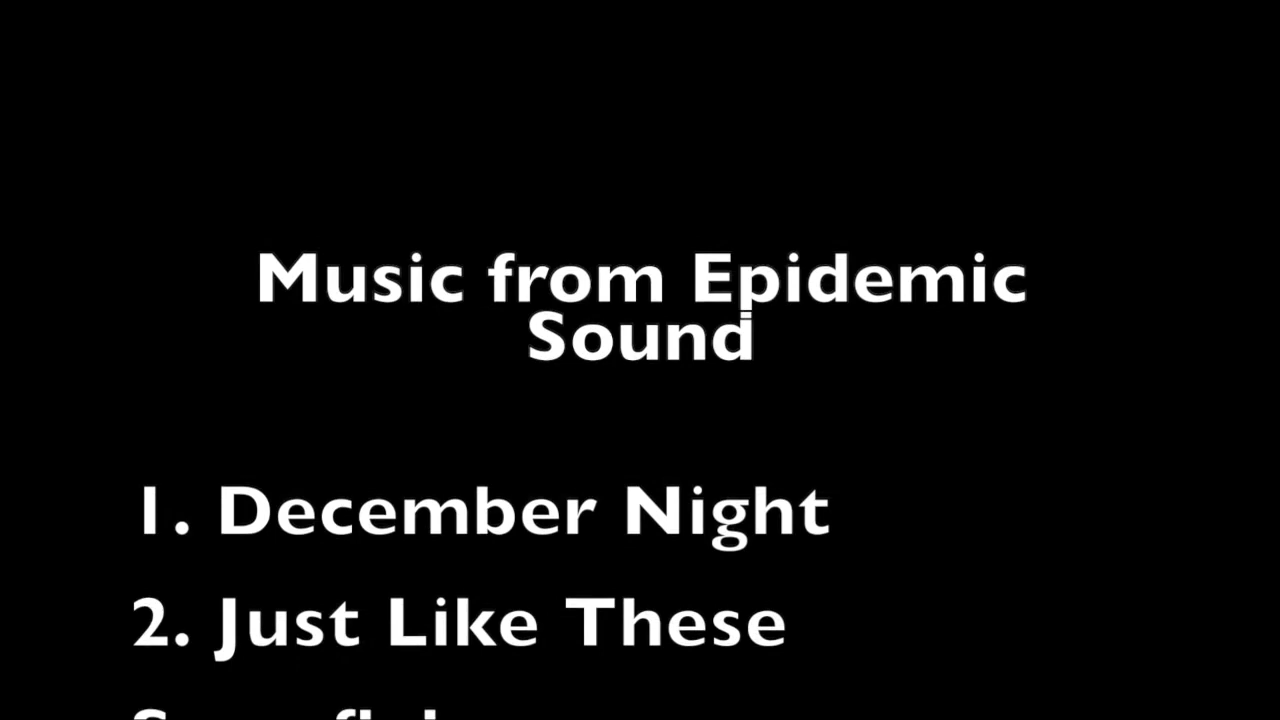 Music from Epidemic
Sound
1. December Night
2. Just Like These